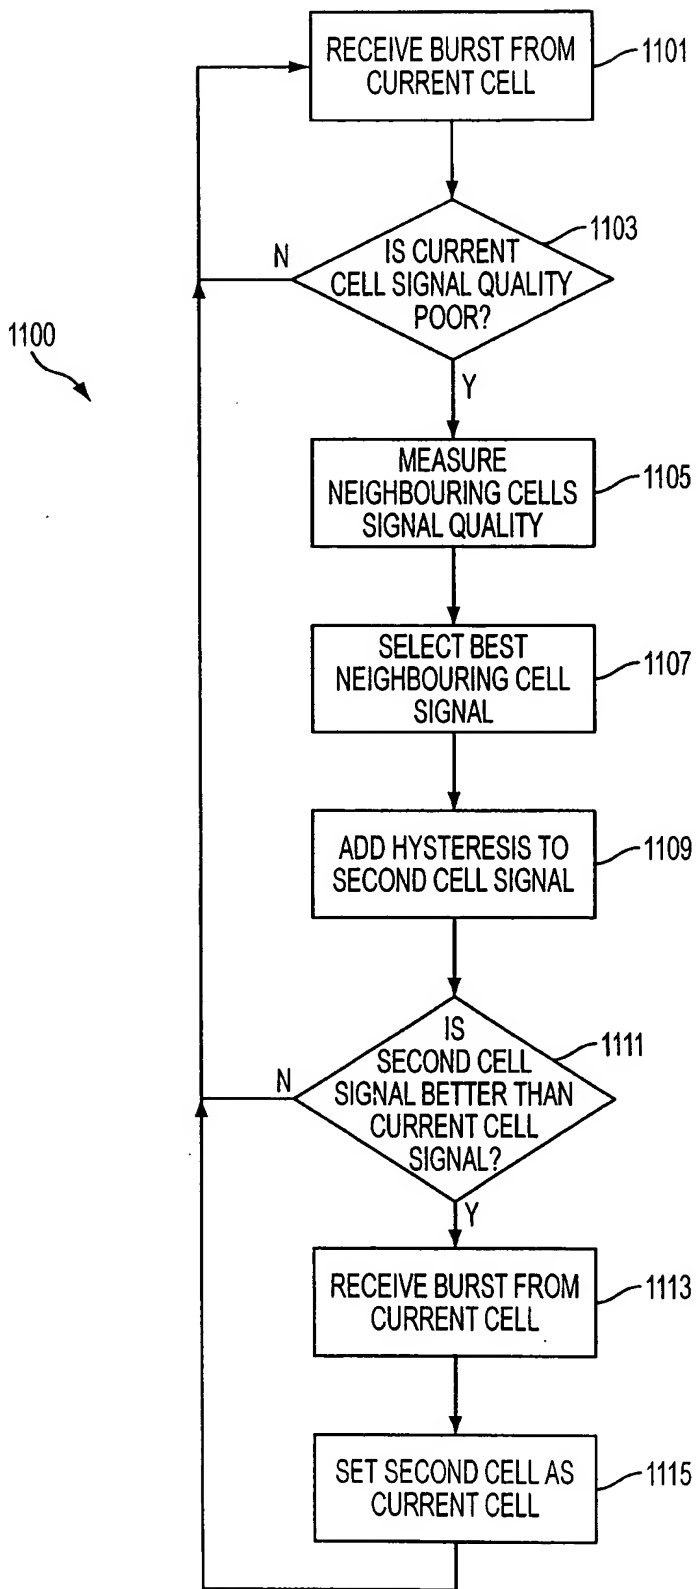 RECEIVE BURST FROM
CURRENT CELL
1101
1103
IS CURRENT
CELL SIGNAL QUALITY
POOR?
N
1100
Y
MEASURE
NEIGHBOURING CELLS
SIGNAL QUALITY
1105
SELECT BEST
NEIGHBOURING CELL
SIGNAL
1107
ADD HYSTERESIS TO
SECOND CELL SIGNAL
1109
IS
SECOND CELL
SIGNAL BETTER THAN
CURRENT CELL
SIGNAL?
1111
N
Y
RECEIVE BURST FROM
CURRENT CELL
1113
SET SECOND CELL AS
CURRENT CELL
1115